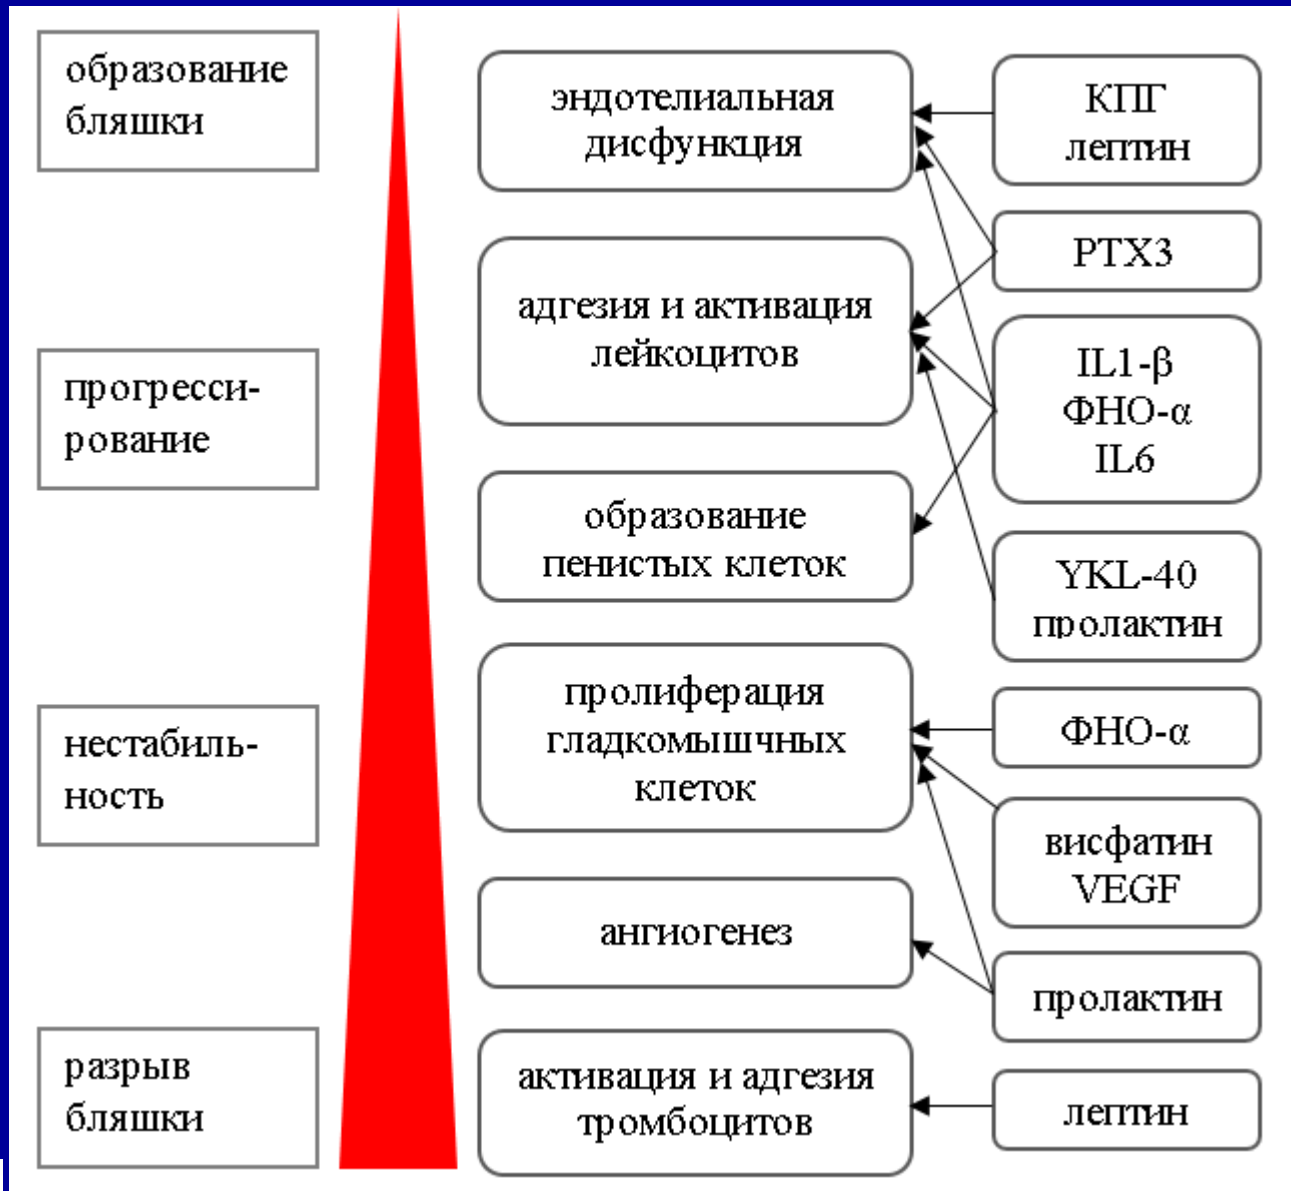 образование
бляшки
прогресси-
рование
нестабиль-
ность
разрыв
бляшки
эндотелиальная
дисфункция
адгезия и активация
лейкоцитов
образование
пенистых клеток
пролиферация
гладкомышчных
клеток
ангиогенез
активация и адгезия
тромбоцитов
КПГ
лептин
PTX3
IL1-β
ФНО-α
IL6
YKL-40
пролактин
ФНО-α
висфатин
VEGF
пролактин
лептин